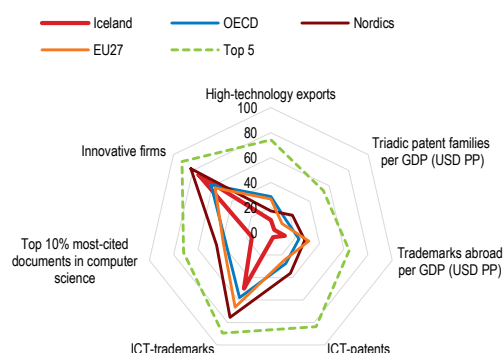 Iceland OECD Nordics
EU27 Top 5
High-technology exports
100
80
60
40
20
0
Triadic patent families
per GDP (USD PP)
Trademarks abroad
per GDP (USD PP)
ICT-patents
ICT-trademarks
Top 10% most-cited
documents in computer
science
Innovative firms